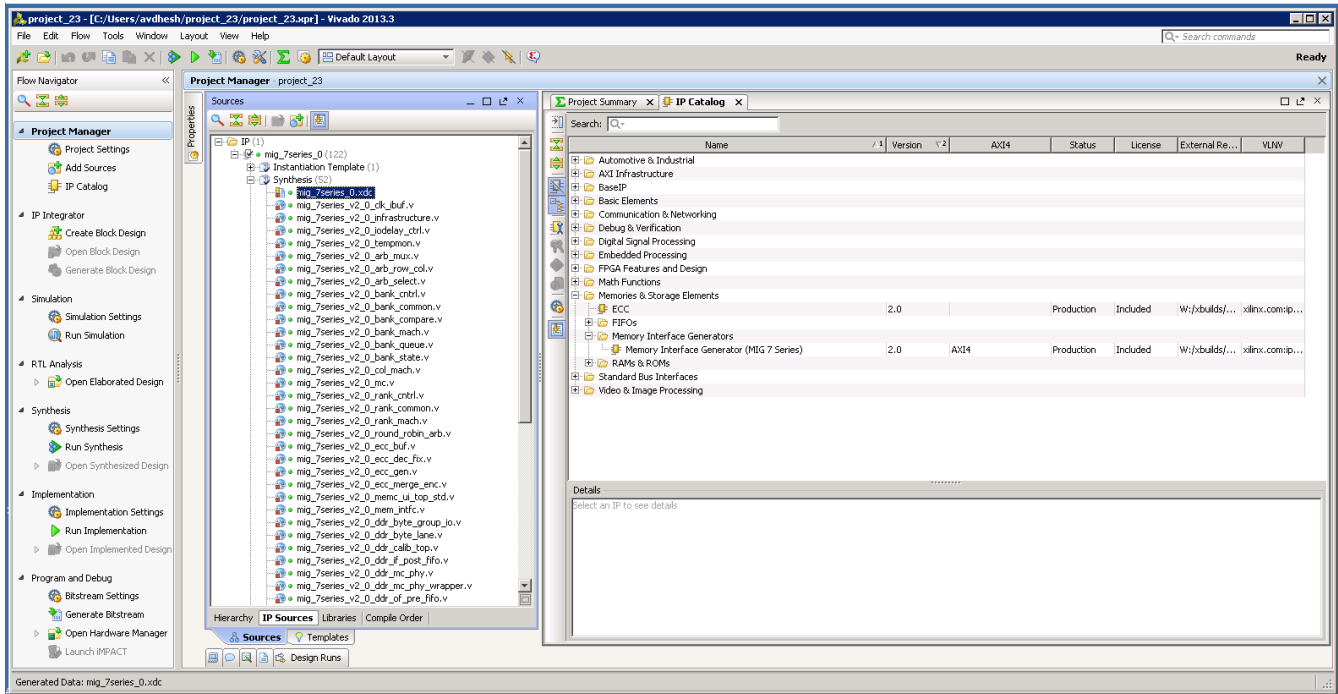 project_23 - [C:/Users/avdhesh/project_23/project_23.xpr] - Vivado 2013.3
File Edit Flow Tools Window Layout View Help
Q- Search commands
Default Layout
Ready
Flow Navigator
Project Manager
Project Settings
Add Sources
IP Catalog
IP Integrator
Create Block Design
Open Block Design
Generate Block Design
Simulation
Simulation Settings
Run Simulation
RTL Analysis
Open Elaborated Design
Synthesis
Synthesis Settings
Run Synthesis
Open Synthesized Design
Implementation
Implementation Settings
Run Implementation
Open Implemented Design
Program and Debug
Bitstream Settings
Generate Bitstream
Open Hardware Manager
Launch iMPACT
Project Manager - project_23
Properties
Sources
IP (1)
mig_7series_0 (122)
Instantiation Template (1)
Synthesis (52)
mig_7series_0.xdc
mig_7series_v2_0_clk_ibuf.v
mig_7series_v2_0_infrastructure.v
mig_7series_v2_0_iodelay_ctrl.v
mig_7series_v2_0_tempmon.v
mig_7series_v2_0_arb_mux.v
mig_7series_v2_0_arb_row_col.v
mig_7series_v2_0_arb_select.v
mig_7series_v2_0_bank_cntrl.v
mig_7series_v2_0_bank_common.v
mig_7series_v2_0_bank_compare.v
mig_7series_v2_0_bank_mach.v
mig_7series_v2_0_bank_queue.v
mig_7series_v2_0_bank_state.v
mig_7series_v2_0_col_mach.v
mig_7series_v2_0_mc.v
mig_7series_v2_0_rank_cntrl.v
mig_7series_v2_0_rank_common.v
mig_7series_v2_0_rank_mach.v
mig_7series_v2_0_round_robin_arb.v
mig_7series_v2_0_ecc_buf.v
mig_7series_v2_0_ecc_dec_fix.v
mig_7series_v2_0_ecc_gen.v
mig_7series_v2_0_ecc_merge_enc.v
mig_7series_v2_0_memc_ui_top_std.v
mig_7series_v2_0_mem_intfc.v
mig_7series_v2_0_ddr_byte_group_io.v
mig_7series_v2_0_ddr_byte_lane.v
mig_7series_v2_0_ddr_calib_top.v
mig_7series_v2_0_ddr_if_post_fifo.v
mig_7series_v2_0_ddr_mc_phy.v
mig_7series_v2_0_ddr_mc_phy_wrapper.v
mig_7series_v2_0_ddr_of_pre_fifo.v
Hierarchy IP Sources Libraries Compile Order
Sources Templates
Design Runs
Project Summary IP Catalog
Search: Q-
Name 1 Version 2 AXI4 Status License External Re... VLNV
Automotive & Industrial
AXI Infrastructure
BaseIP
Basic Elements
Communication & Networking
Debug & Verification
Digital Signal Processing
Embedded Processing
FPGA Features and Design
Math Functions
Memories & Storage Elements
ECC 2.0 Production Included W:/xbuilds/... xilinx.com:ip...
FIFOs
Memory Interface Generators
Memory Interface Generator (MIG 7 Series) 2.0 AXI4 Production Included W:/xbuilds/... xilinx.com:ip...
RAMs & ROMs
Standard Bus Interfaces
Video & Image Processing
Details
Select an IP to see details
Generated Data: mig_7series_0.xdc